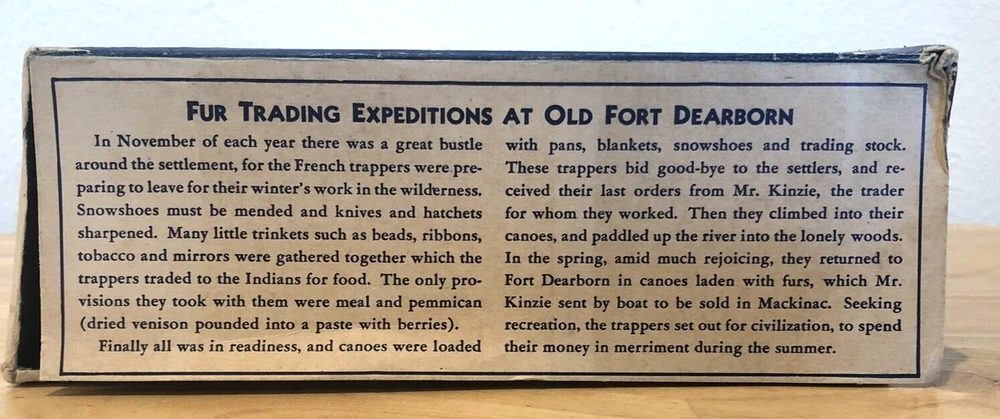 FUR TRADING EXPEDITIONS AT OLD FORT DEARBORN
In November of each year there was a great bustle
around the settlement, for the French trappers were pre-
paring to leave for their winter's work in the wilderness.
Snowshoes must be mended and knives and hatchets
sharpened. Many little trinkets such as beads, ribbons,
tobacco and mirrors were gathered together which the
trappers traded to the Indians for food. The only pro-
visions they took with them were meal and pemmican
(dried venison pounded into a paste with berries).
Finally all was in readiness, and canoes were loaded
with pans, blankets, snowshoes and trading stock.
These trappers bid good-bye to the settlers, and re-
ceived their last orders from Mr. Kinzie, the trader
for whom they worked. Then they climbed into their
canoes, and paddled up the river into the lonely woods.
In the spring, amid much rejoicing, they returned to
Fort Dearborn in canoes laden with furs, which Mr.
Kinzie sent by boat to be sold in Mackinac. Seeking
recreation, the trappers set out for civilization, to spend
their money in merriment during the summer.